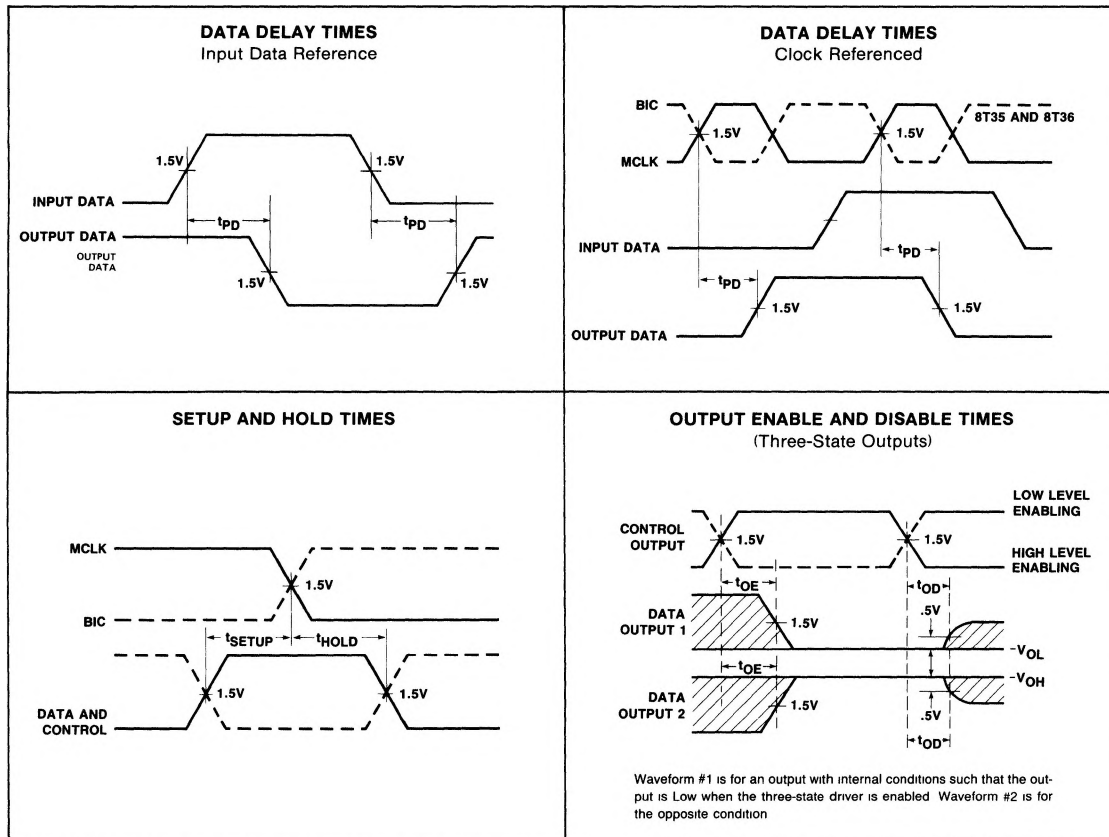 DATA DELAY TIMES
Input Data Reference
1.5V
1.5V
INPUT DATA
tPD
tPD
OUTPUT DATA
OUTPUT
DATA
1.5V
1.5V
DATA DELAY TIMES
Clock Referenced
BIC
8T35 AND 8T36
1.5V
1.5V
MCLK
INPUT DATA
tPD
tPD
1.5V
1.5V
OUTPUT DATA
SETUP AND HOLD TIMES
MCLK
1.5V
BIC
tSETUP
tHOLD
1.5V
1.5V
DATA AND
CONTROL
OUTPUT ENABLE AND DISABLE TIMES
(Three-State Outputs)
LOW LEVEL
ENABLING
CONTROL
OUTPUT
1.5V
1.5V
HIGH LEVEL
ENABLING
tOE
tOD
DATA
OUTPUT 1
1.5V
.5V
-VOL
tOE
-VOH
DATA
OUTPUT 2
1.5V
.5V
tOD
Waveform #1 is for an output with internal conditions such that the out-
put is Low when the three-state driver is enabled Waveform #2 is for
the opposite condition